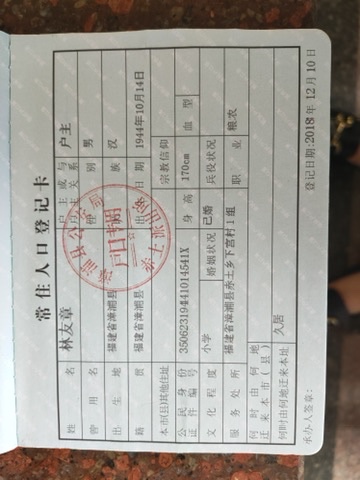 常住人口登记卡
姓名 林友章 户主或与户主关系 户主
曾用名 性别 男
出生地 福建省漳浦县 民族 汉
籍贯 福建省漳浦县 出生日期 1944年10月14日
本市(县)其他住址 宗教信仰
公民身份证件编号 35062319441014541X 身高 170cm 血型
文化程度 小学 婚姻状况 已婚 兵役状况
服务处所 福建省漳浦县赤土乡下宫村1组 职业 粮农
何时由何地迁来本市(县) 久居
何时由何地迁来本址
承办人签章: 登记日期:2018年12月10日
漳浦县公安局
户口专用
赤土派出所